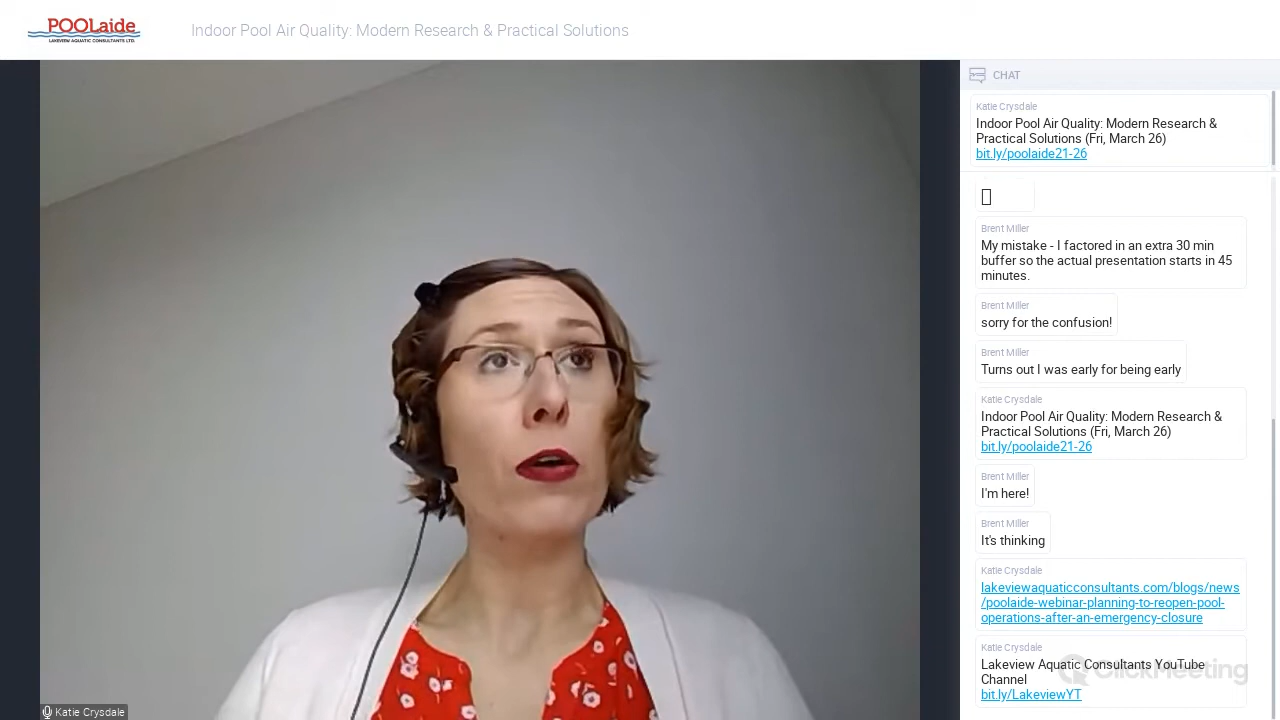 POOLaide
LAKEVIEW AQUATIC CONSULTANTS LTD.
Indoor Pool Air Quality: Modern Research & Practical Solutions
CHAT
Katie Crysdale
Indoor Pool Air Quality: Modern Research &
Practical Solutions (Fri, March 26)
bit.ly/poolaide21-26
Brent Miller
My mistake - I factored in an extra 30 min
buffer so the actual presentation starts in 45
minutes.
Brent Miller
sorry for the confusion!
Brent Miller
Turns out I was early for being early
Katie Crysdale
Indoor Pool Air Quality: Modern Research &
Practical Solutions (Fri, March 26)
bit.ly/poolaide21-26
Brent Miller
I'm here!
Brent Miller
It's thinking
Katie Crysdale
lakeviewaquaticconsultants.com/blogs/news
/poolaide-webinar-planning-to-reopen-pool-
operations-after-an-emergency-closure
Katie Crysdale
Lakeview Aquatic Consultants YouTube
Channel
bit.ly/LakeviewYT
ClickMeeting
Katie Crysdale